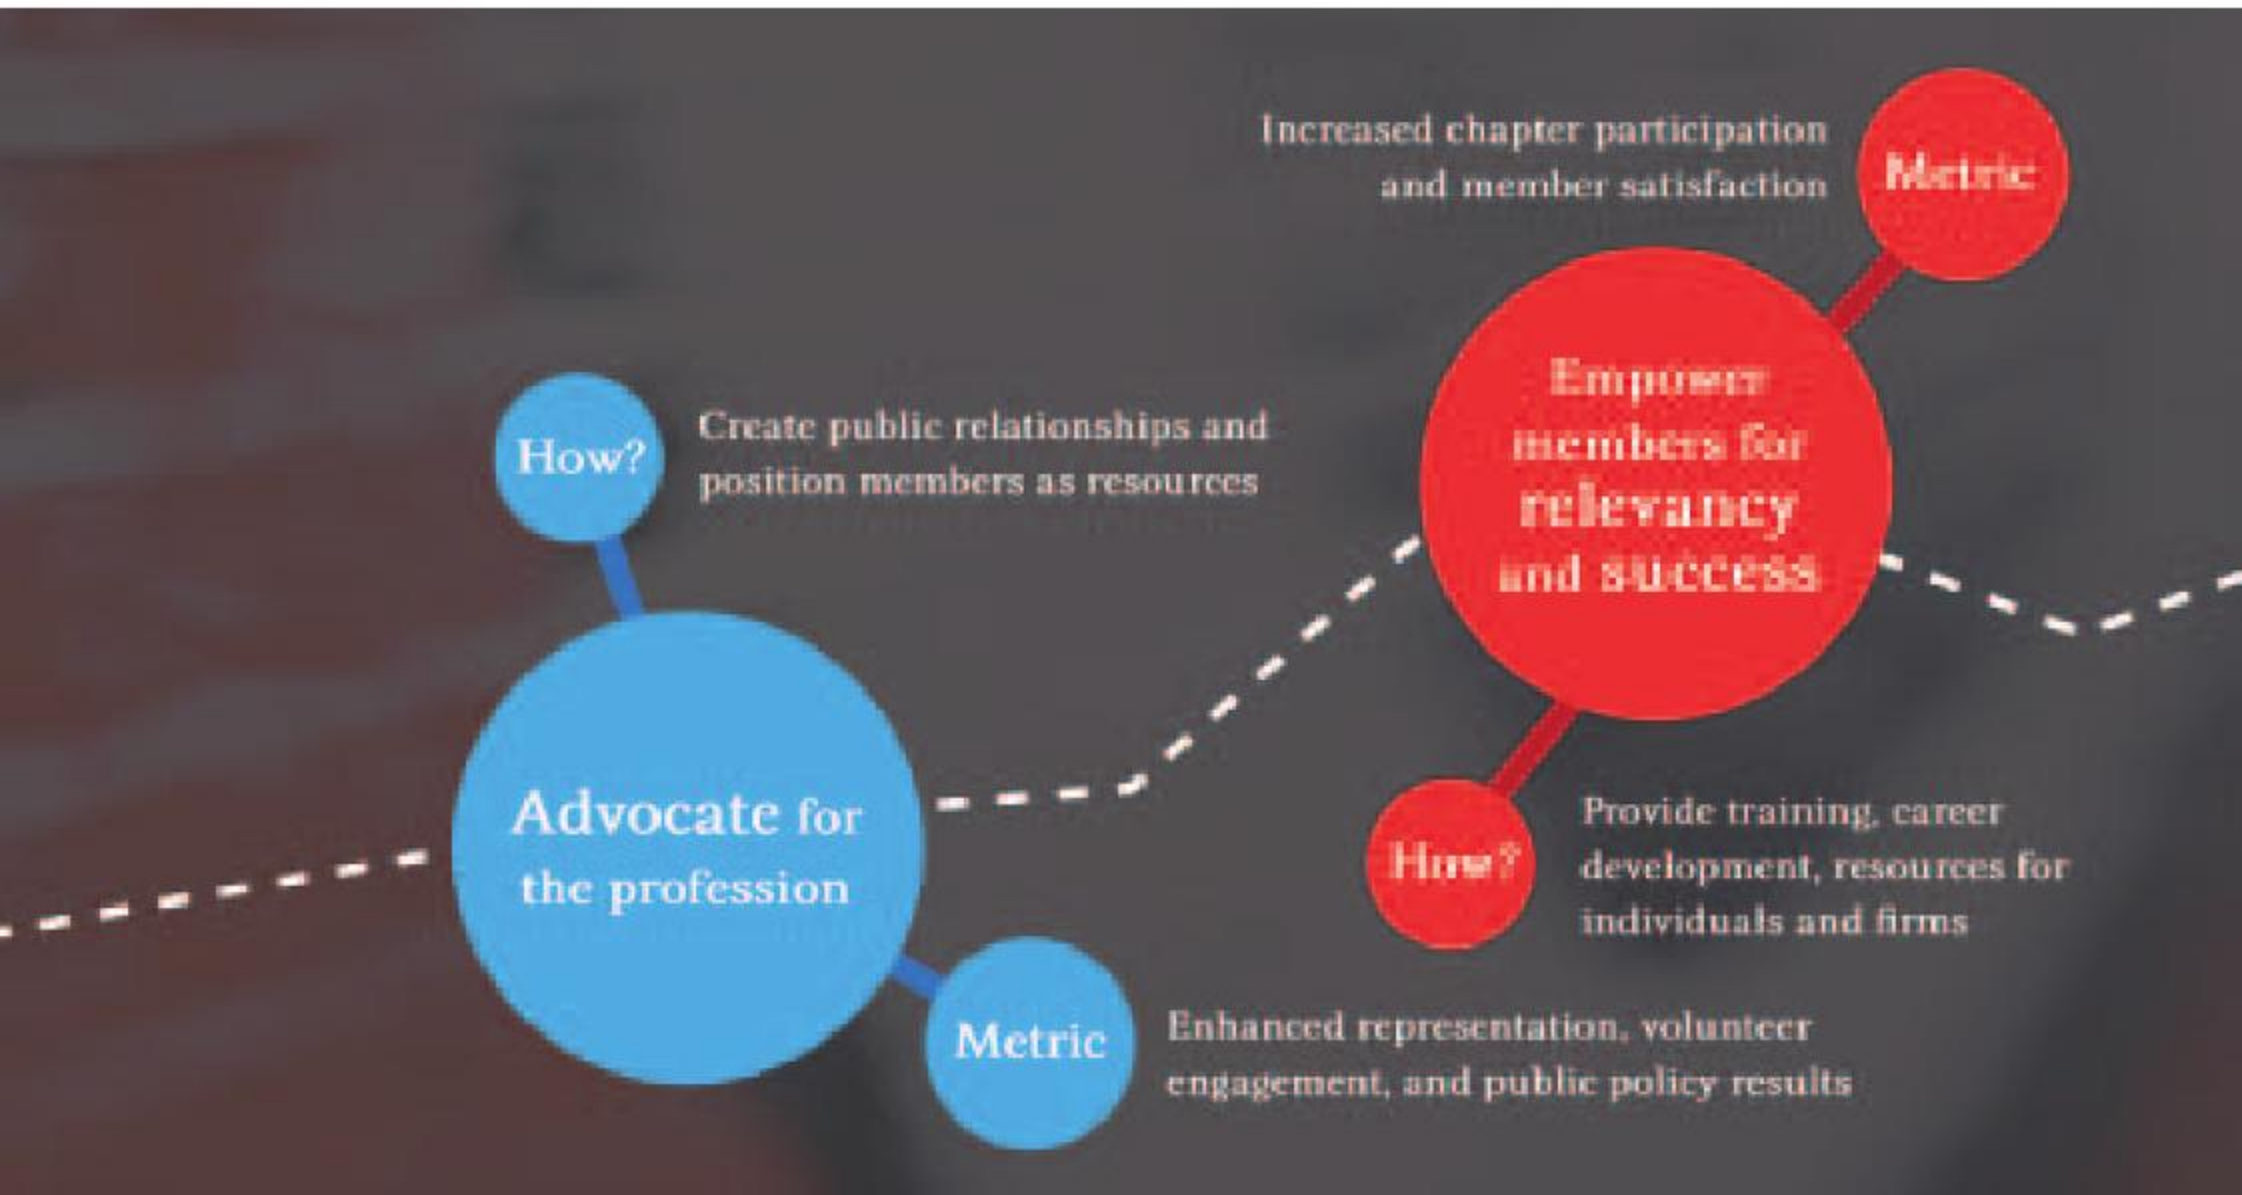 How?
Create public relationships and
position members as resources
Advocate for
the profession
Metric
Enhanced representation, volunteer
engagement, and public policy results
Metric
Increased chapter participation
and member satisfaction
Empower
members for
relevancy
and success
How?
Provide training, career
development, resources for
individuals and firms